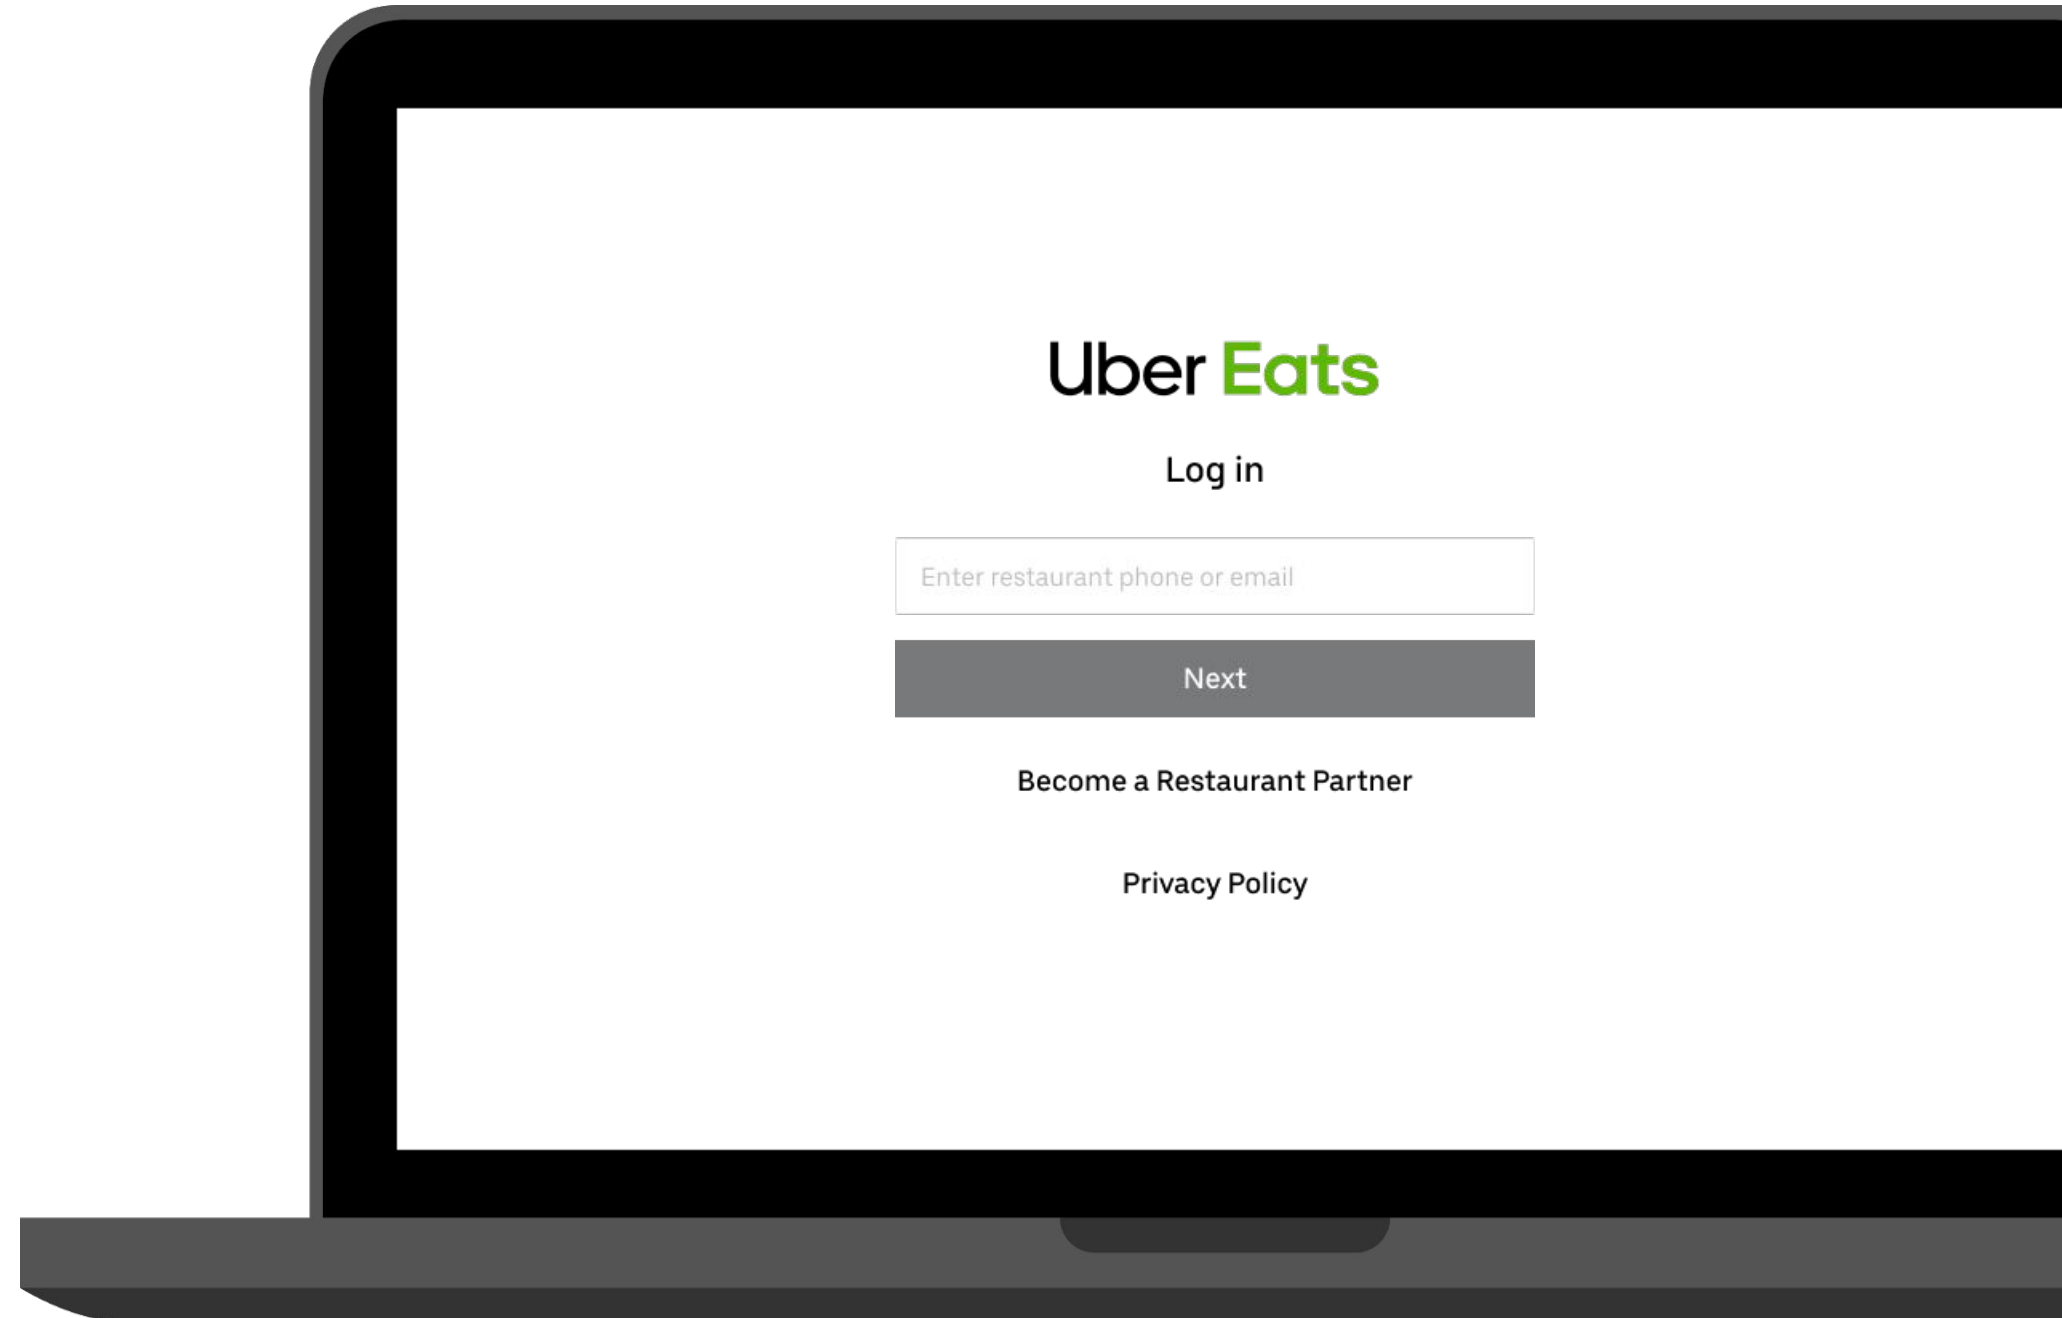 Uber Eats
Log in
Enter restaurant phone or email
Next
Become a Restaurant Partner
Privacy Policy